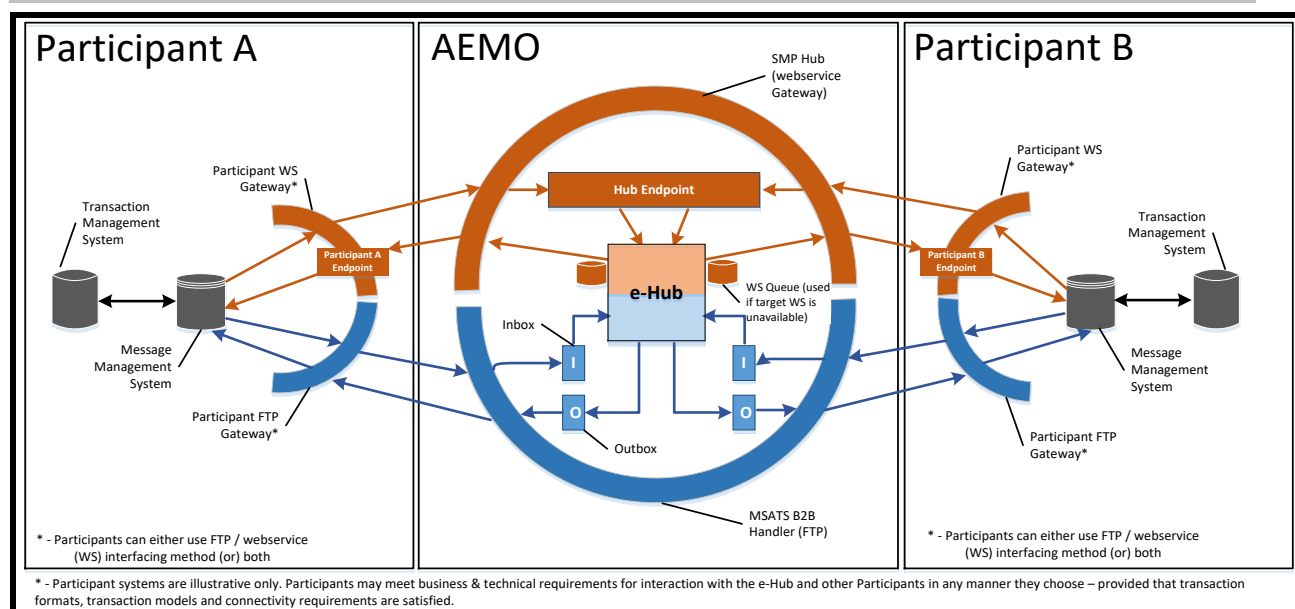 Participant A
AEMO
Participant B
SMP Hub
(webservice
Gateway)
Participant WS
Gateway*
Participant WS
Gateway*
Hub Endpoint
Transaction
Management
System
Transaction
Management
System
Participant A
Endpoint
Participant B
Endpoint
e-Hub
WS Queue (used
if target WS is
unavailable)
Inbox
I
I
Message
Management
System
Message
Management
System
O
O
Participant FTP
Gateway*
Outbox
Participant FTP
Gateway*
MSATS B2B
Handler (FTP)
* - Participants can either use FTP / webservice
(WS) interfacing method (or) both
* - Participants can either use FTP / webservice
(WS) interfacing method (or) both
* - Participant systems are illustrative only. Participants may meet business & technical requirements for interaction with the e-Hub and other Participants in any manner they choose – provided that transaction
formats, transaction models and connectivity requirements are satisfied.